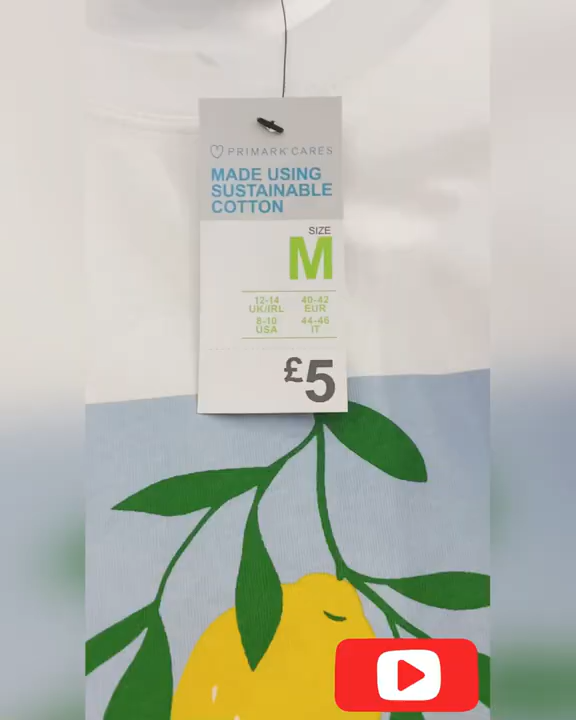 PRIMARK CARES
MADE USING
SUSTAINABLE
COTTON
SIZE
M
12-14 40-42
UK/IRL EUR
8-10 44-46
USA IT
£5